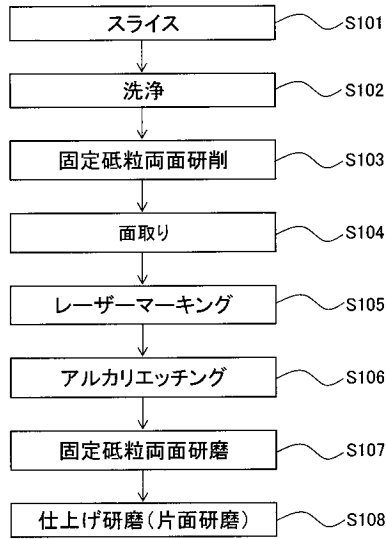 スライス S101
洗浄 S102
固定砥粒両面研削 S103
面取り S104
レーザーマーキング S105
アルカリエッチング S106
固定砥粒両面研磨 S107
仕上げ研磨(片面研磨) S108